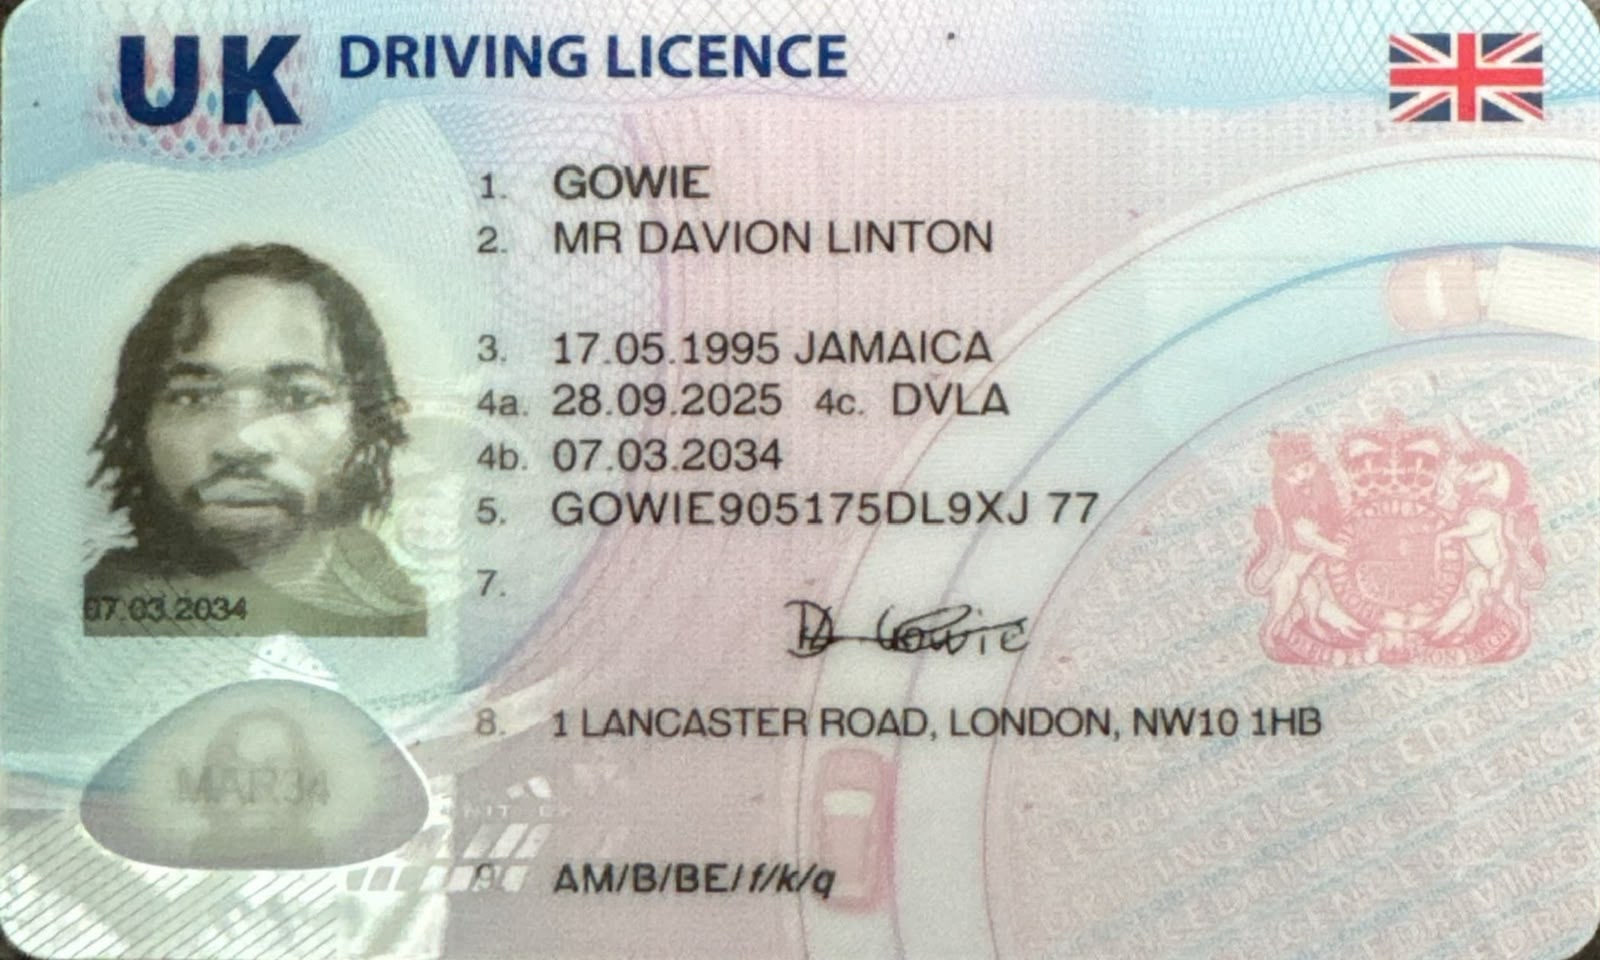 UK DRIVING LICENCE
1. GOWIE
2. MR DAVION LINTON
3. 17.05.1995 JAMAICA
4a. 28.09.2025 4c. DVLA
4b. 07.03.2034
5. GOWIE905175DL9XJ 77
07.03.2034
7.
D Gowie
8. 1 LANCASTER ROAD, LONDON, NW10 1HB
MAR34
9. AM/B/BE/f/k/q